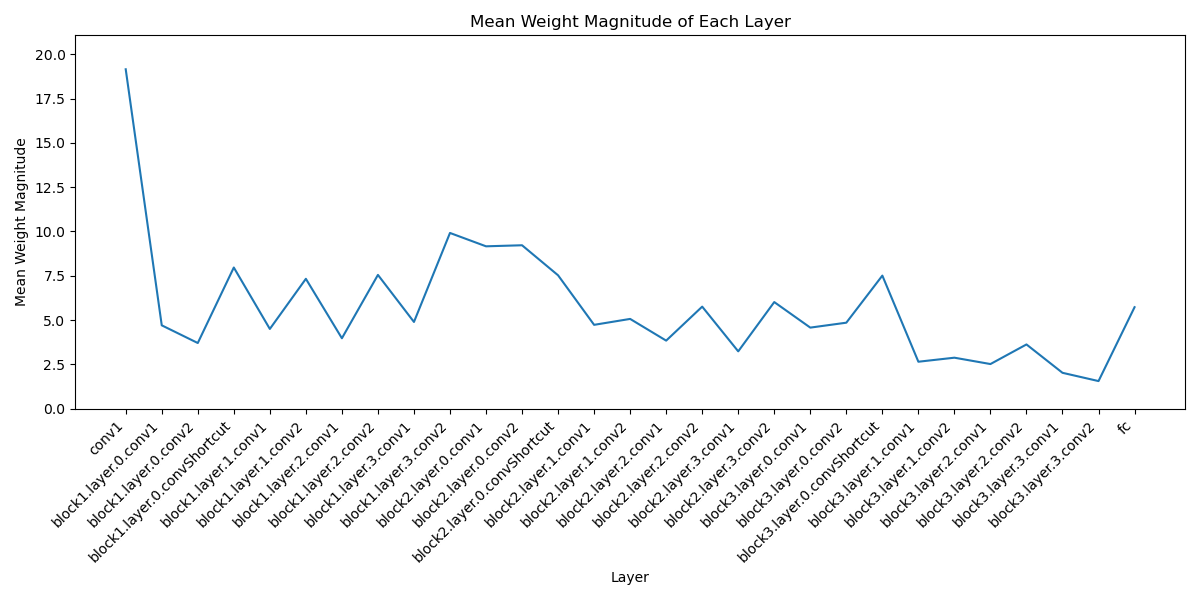 Mean Weight Magnitude of Each Layer
Mean Weight Magnitude
20.0
17.5
15.0
12.5
10.0
7.5
5.0
2.5
0.0
conv1
block1.layer.0.conv1
block1.layer.0.conv2
block1.layer.0.convShortcut
block1.layer.1.conv1
block1.layer.1.conv2
block1.layer.2.conv1
block1.layer.2.conv2
block1.layer.3.conv1
block1.layer.3.conv2
block2.layer.0.conv1
block2.layer.0.conv2
block2.layer.0.convShortcut
block2.layer.1.conv1
block2.layer.1.conv2
block2.layer.2.conv1
block2.layer.2.conv2
block2.layer.3.conv1
block2.layer.3.conv2
block3.layer.0.conv1
block3.layer.0.conv2
block3.layer.0.convShortcut
block3.layer.1.conv1
block3.layer.1.conv2
block3.layer.2.conv1
block3.layer.2.conv2
block3.layer.3.conv1
block3.layer.3.conv2
fc
Layer